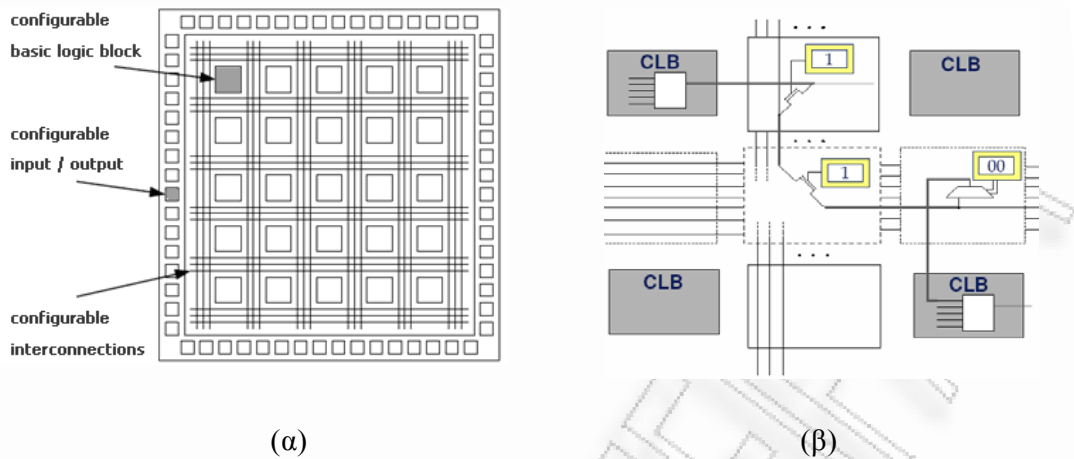 configurable
basic logic block
configurable
input / output
configurable
interconnections
(α)
. . .
CLB
1
CLB
. . .
1
00
. . .
CLB
CLB
(β)